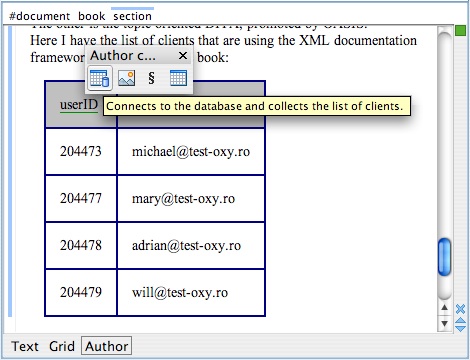 #document book section
The other is the topic oriented DITA, promoted by OASIS.
Here I have the list of clients that are using the XML documentation
framewor book:
Author c... ×
§
Connects to the database and collects the list of clients.
userID
204473 michael@test-oxy.ro
204477 mary@test-oxy.ro
204478 adrian@test-oxy.ro
204479 will@test-oxy.ro
Text Grid Author